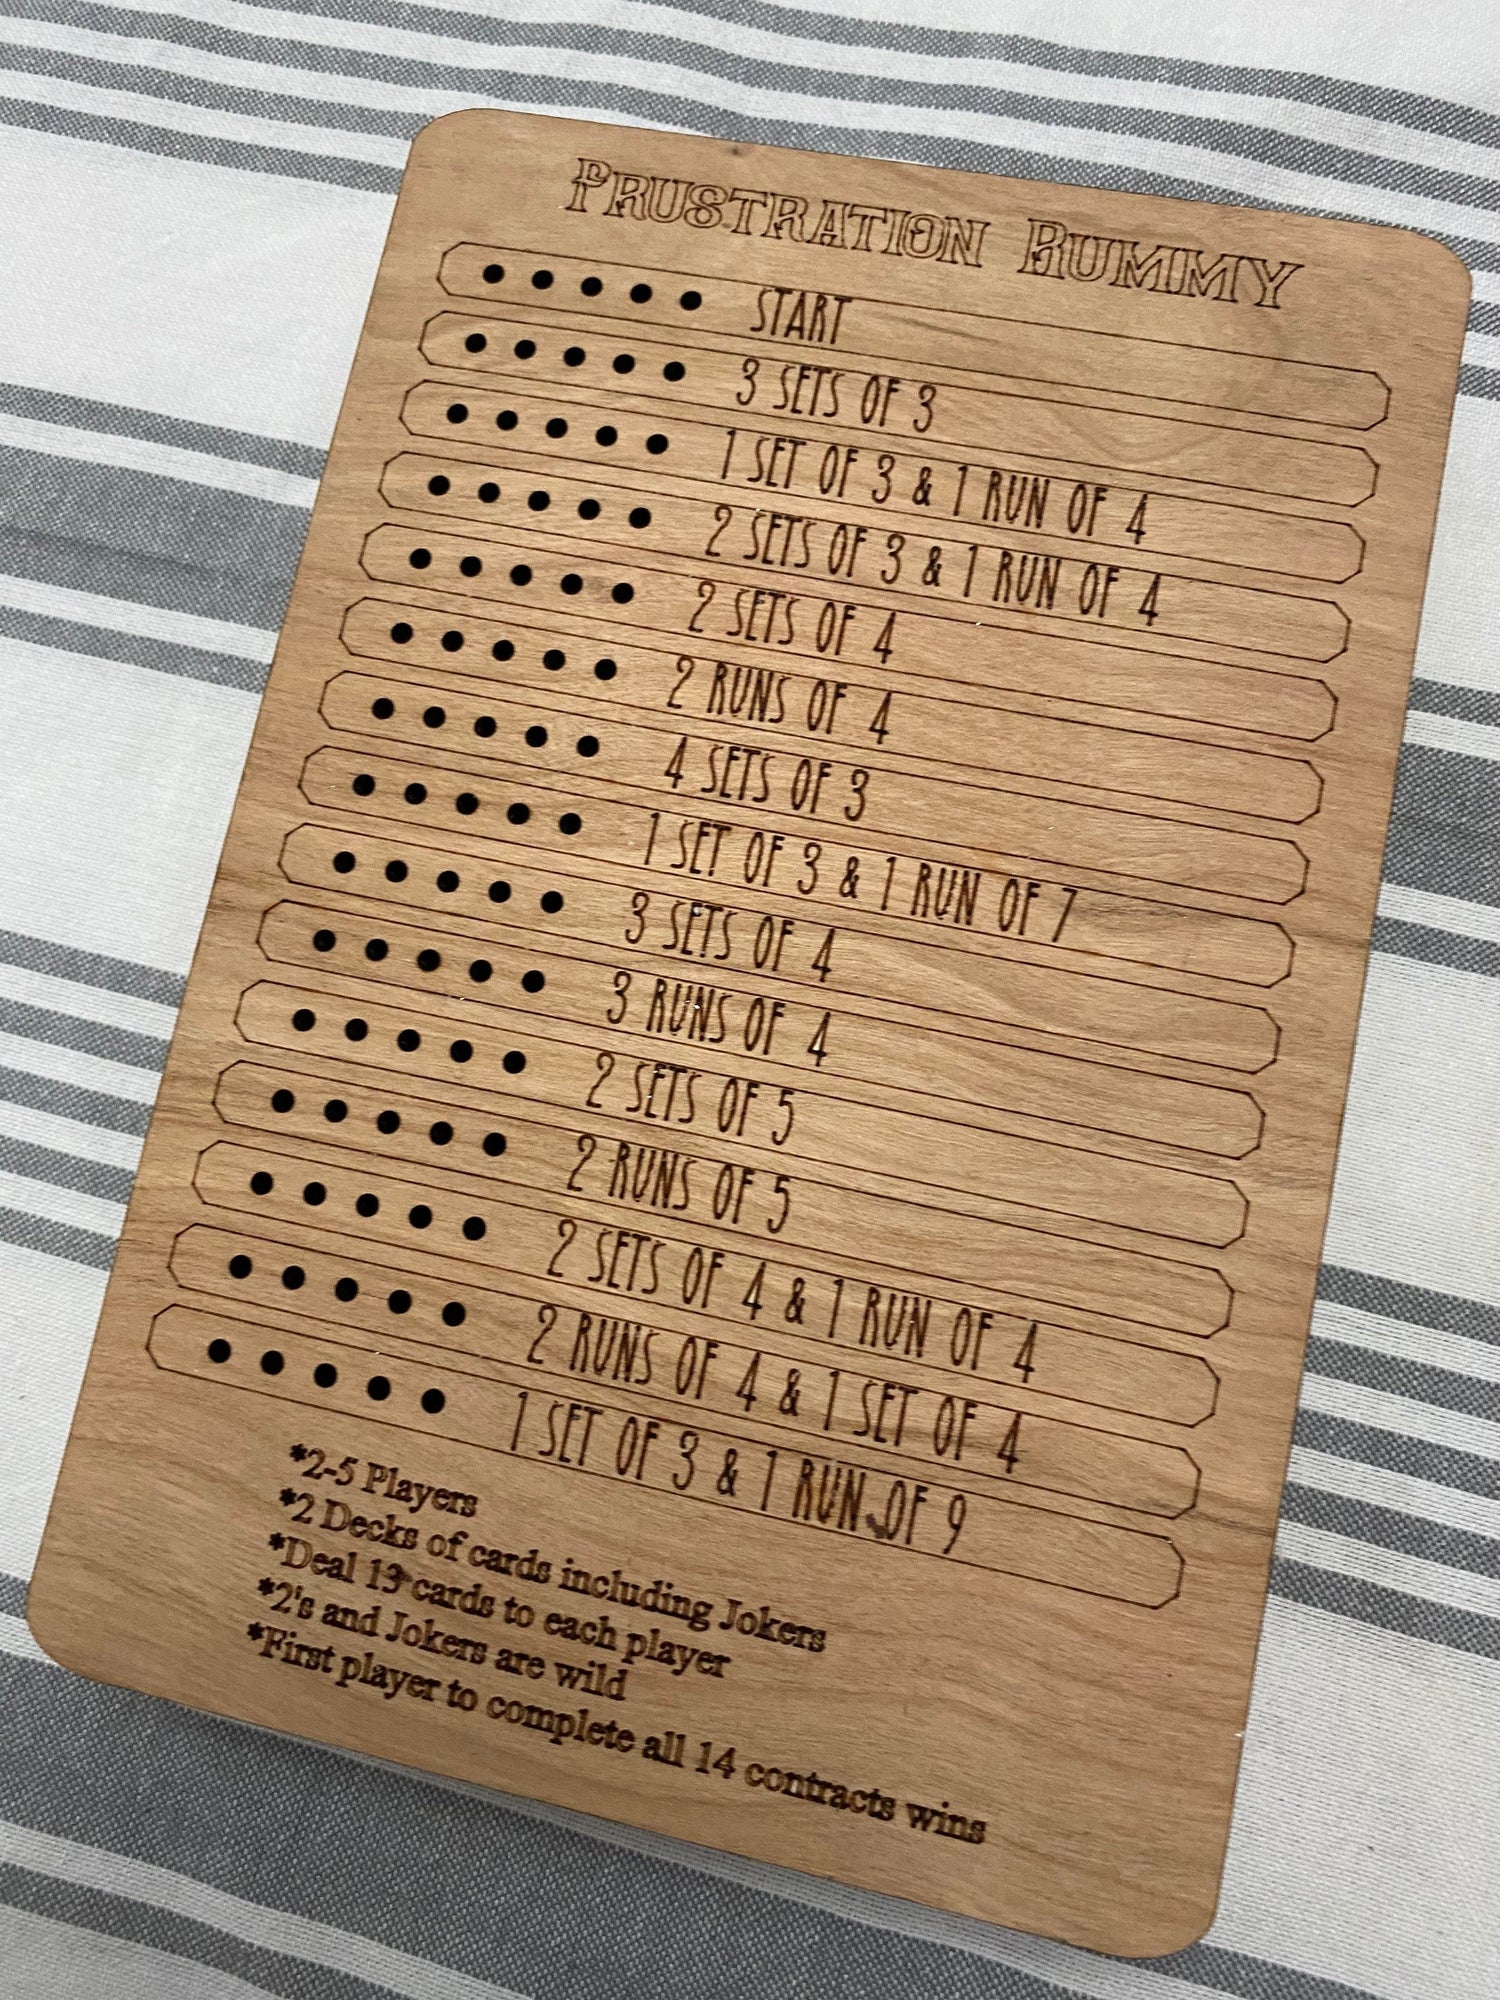 FRUSTRATION RUMMY
START
3 SETS OF 3
1 SET OF 3 & 1 RUN OF 4
2 SETS OF 3 & 1 RUN OF 4
2 SETS OF 4
2 RUNS OF 4
4 SETS OF 3
1 SET OF 3 & 1 RUN OF 7
3 SETS OF 4
3 RUNS OF 4
2 SETS OF 5
2 RUNS OF 5
2 SETS OF 4 & 1 RUN OF 4
2 RUNS OF 4 & 1 SET OF 4
1 SET OF 3 & 1 RUN OF 9
*2-5 Players
*2 Decks of cards including Jokers
*Deal 13 cards to each player
*2's and Jokers are wild
*First player to complete all 14 contracts wins